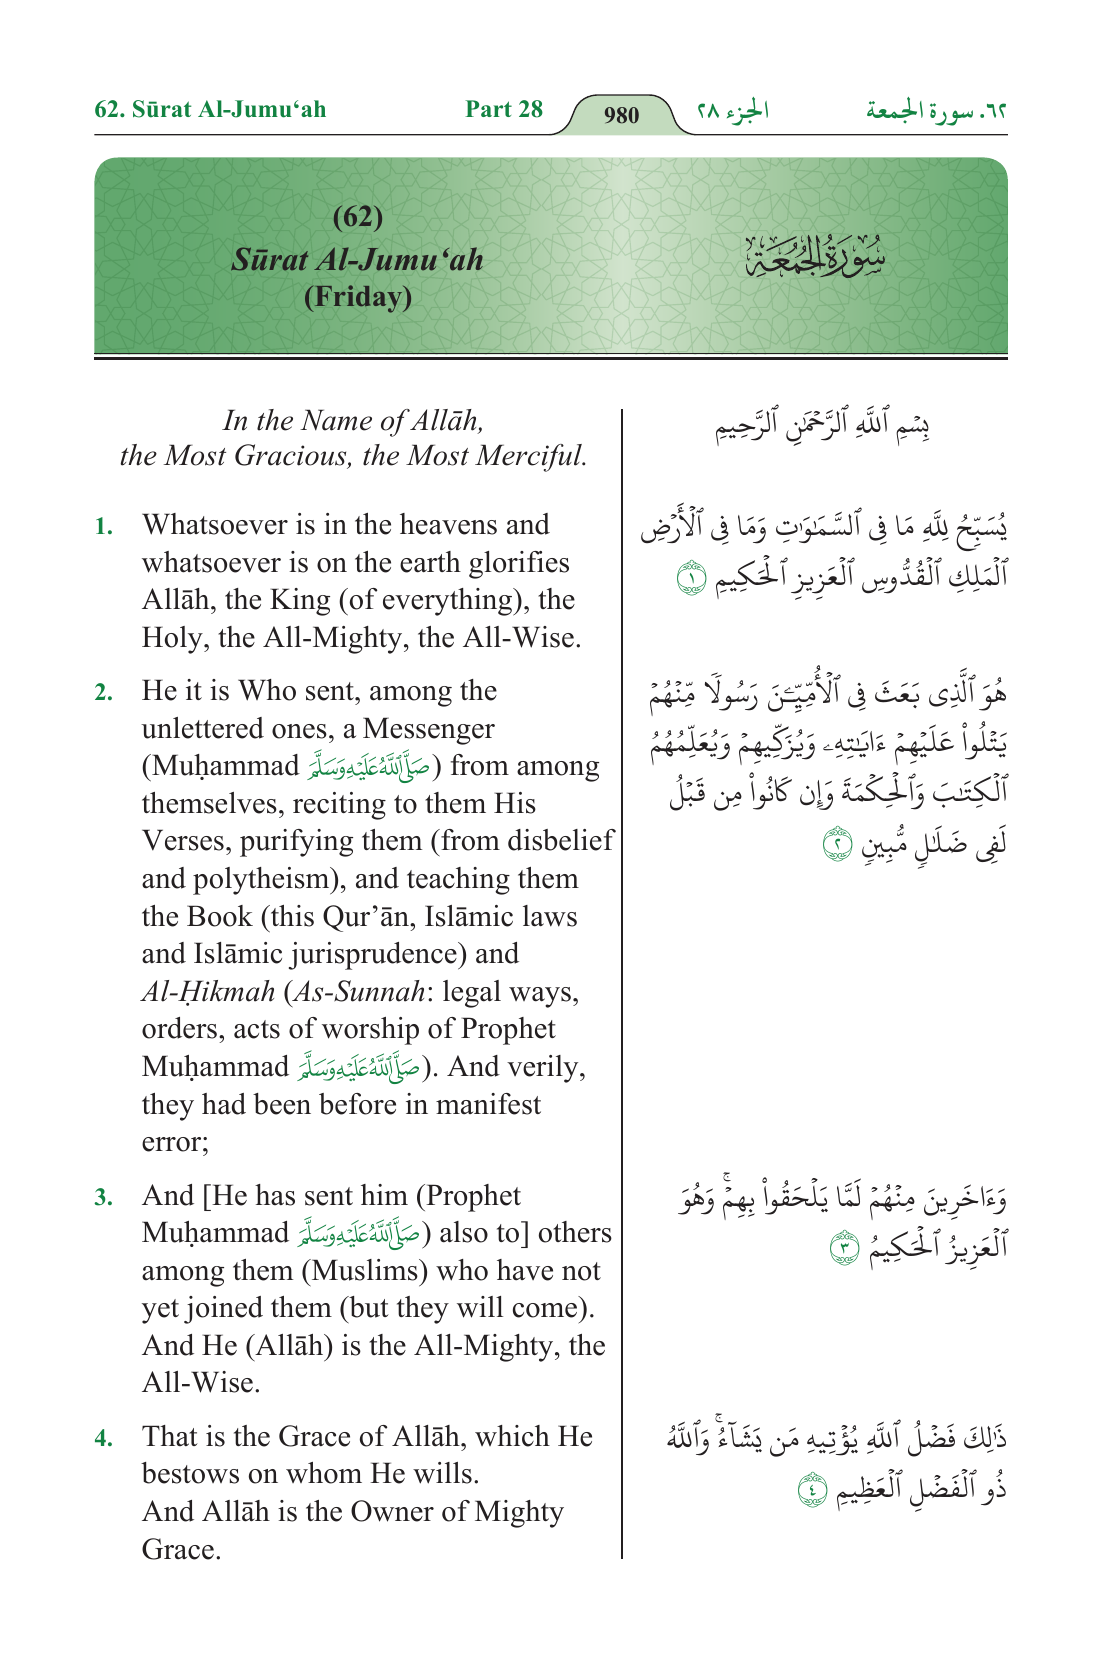 62. Sūrat Al-Jumu‘ah Part 28 980 الجزء ٢٨ ٦٢. سورة الجمعة
(62)
Sūrat Al-Jumu‘ah
(Friday)
سُورَةُ الجُمُعَةِ
In the Name of Allāh,
the Most Gracious, the Most Merciful.
1. Whatsoever is in the heavens and
whatsoever is on the earth glorifies
Allāh, the King (of everything), the
Holy, the All-Mighty, the All-Wise.
2. He it is Who sent, among the
unlettered ones, a Messenger
(Muḥammad صَلَّى ٱللَّهُ عَلَيْهِ وَسَلَّمَ) from among
themselves, reciting to them His
Verses, purifying them (from disbelief
and polytheism), and teaching them
the Book (this Qur’ān, Islāmic laws
and Islāmic jurisprudence) and
Al-Ḥikmah (As-Sunnah: legal ways,
orders, acts of worship of Prophet
Muḥammad صَلَّى ٱللَّهُ عَلَيْهِ وَسَلَّمَ). And verily,
they had been before in manifest
error;
3. And [He has sent him (Prophet
Muḥammad صَلَّى ٱللَّهُ عَلَيْهِ وَسَلَّمَ) also to] others
among them (Muslims) who have not
yet joined them (but they will come).
And He (Allāh) is the All-Mighty, the
All-Wise.
4. That is the Grace of Allāh, which He
bestows on whom He wills.
And Allāh is the Owner of Mighty
Grace.
بِسْمِ ٱللَّهِ ٱلرَّحْمَٰنِ ٱلرَّحِيمِ
يُسَبِّحُ لِلَّهِ مَا فِى ٱلسَّمَٰوَٰتِ وَمَا فِى ٱلْأَرْضِ
ٱلْمَلِكِ ٱلْقُدُّوسِ ٱلْعَزِيزِ ٱلْحَكِيمِ ١
هُوَ ٱلَّذِى بَعَثَ فِى ٱلْأُمِّيِّـۧنَ رَسُولًا مِّنْهُمْ
يَتْلُوا۟ عَلَيْهِمْ ءَايَٰتِهِۦ وَيُزَكِّيهِمْ وَيُعَلِّمُهُمُ
ٱلْكِتَٰبَ وَٱلْحِكْمَةَ وَإِن كَانُوا۟ مِن قَبْلُ
لَفِى ضَلَٰلٍ مُّبِينٍ ٢
وَءَاخَرِينَ مِنْهُمْ لَمَّا يَلْحَقُوا۟ بِهِمْ ۚ وَهُوَ
ٱلْعَزِيزُ ٱلْحَكِيمُ ٣
ذَٰلِكَ فَضْلُ ٱللَّهِ يُؤْتِيهِ مَن يَشَآءُ ۚ وَٱللَّهُ
ذُو ٱلْفَضْلِ ٱلْعَظِيمِ ٤